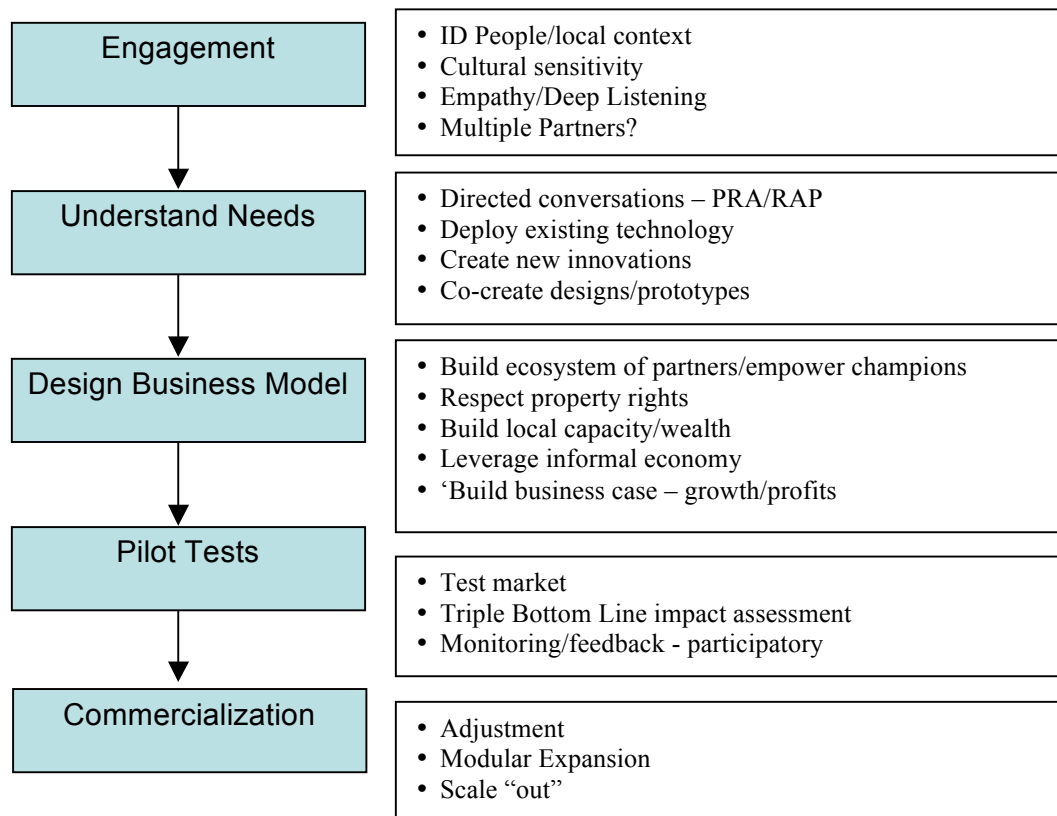 Engagement
• ID People/local context
• Cultural sensitivity
• Empathy/Deep Listening
• Multiple Partners?
Understand Needs
• Directed conversations – PRA/RAP
• Deploy existing technology
• Create new innovations
• Co-create designs/prototypes
Design Business Model
• Build ecosystem of partners/empower champions
• Respect property rights
• Build local capacity/wealth
• Leverage informal economy
• ‘Build business case – growth/profits
Pilot Tests
• Test market
• Triple Bottom Line impact assessment
• Monitoring/feedback - participatory
Commercialization
• Adjustment
• Modular Expansion
• Scale “out”